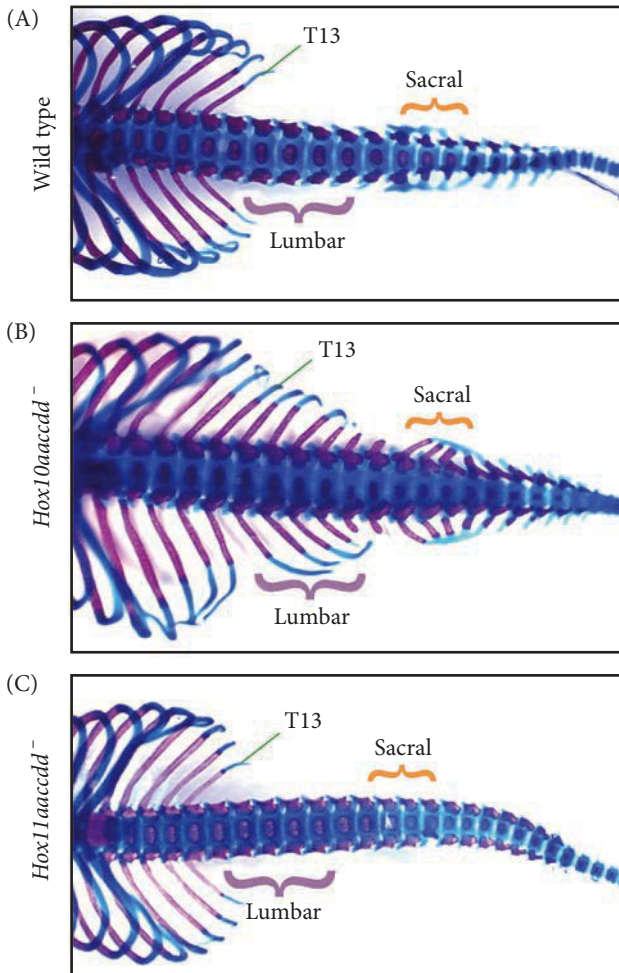 (A)
Wild type
T13
Sacral
Lumbar
(B)
Hox10aaccdd⁻
T13
Sacral
Lumbar
(C)
Hox11aaccdd⁻
T13
Sacral
Lumbar